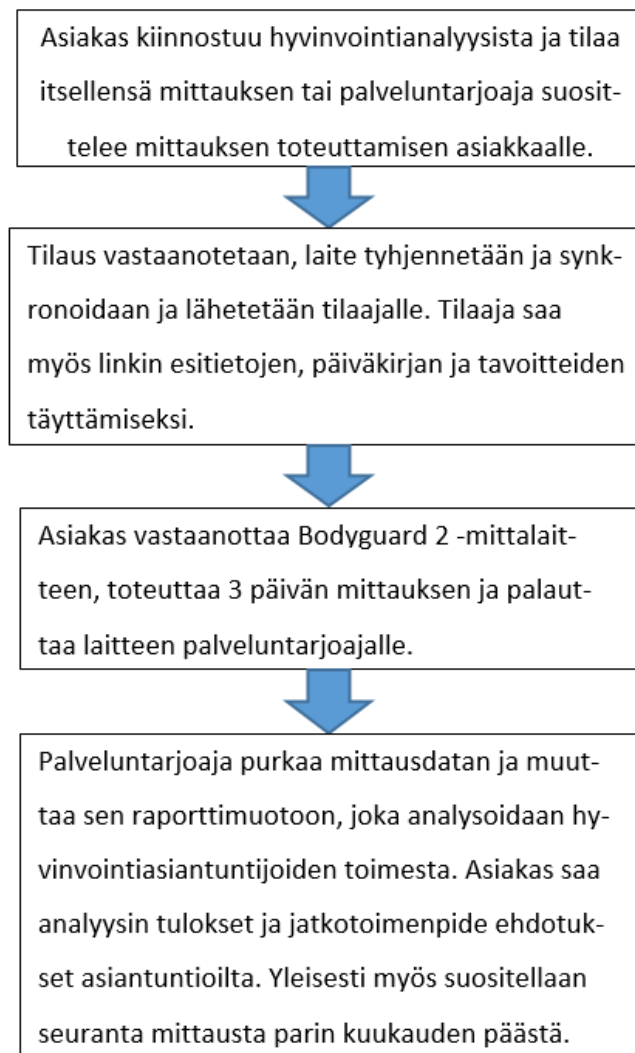 Asiakas kiinnostuu hyvinvointianalyysista ja tilaa
itsellensä mittauksen tai palveluntarjoaja suosit-
telee mittauksen toteuttamisen asiakkaalle.
Tilaus vastaanotetaan, laite tyhjennetään ja synk-
ronoidaan ja lähetetään tilaajalle. Tilaaja saa
myös linkin esitietojen, päiväkirjan ja tavoitteiden
täyttämiseksi.
Asiakas vastaanottaa Bodyguard 2 -mittalait-
teen, toteuttaa 3 päivän mittauksen ja palaut-
taa laitteen palveluntarjoajalle.
Palveluntarjoaja purkaa mittausdatan ja muut-
taa sen raporttimuotoon, joka analysoidaan hy-
vinvointiasiantuntijoiden toimesta. Asiakas saa
analyysin tulokset ja jatkotoimenpide ehdotuk-
set asiantuntioilta. Yleisesti myös suositellaan
seuranta mittausta parin kuukauden päästä.